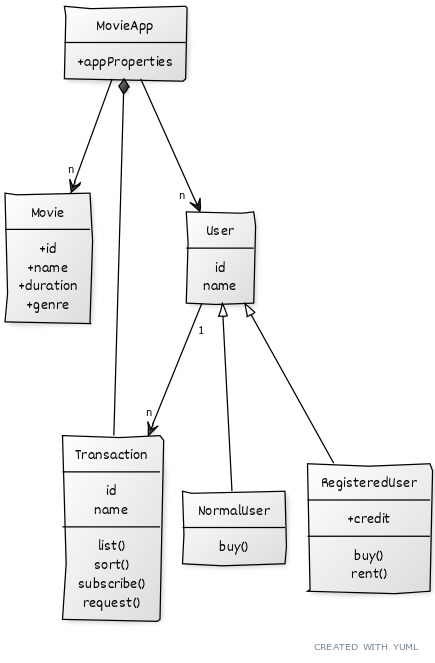 MovieApp
+appProperties
n
n
Movie
+id
+name
+duration
+genre
User
id
name
1
n
Transaction
id
name
list()
sort()
subscribe()
request()
NormalUser
buy()
RegisteredUser
+credit
buy()
rent()
CREATED WITH YUML